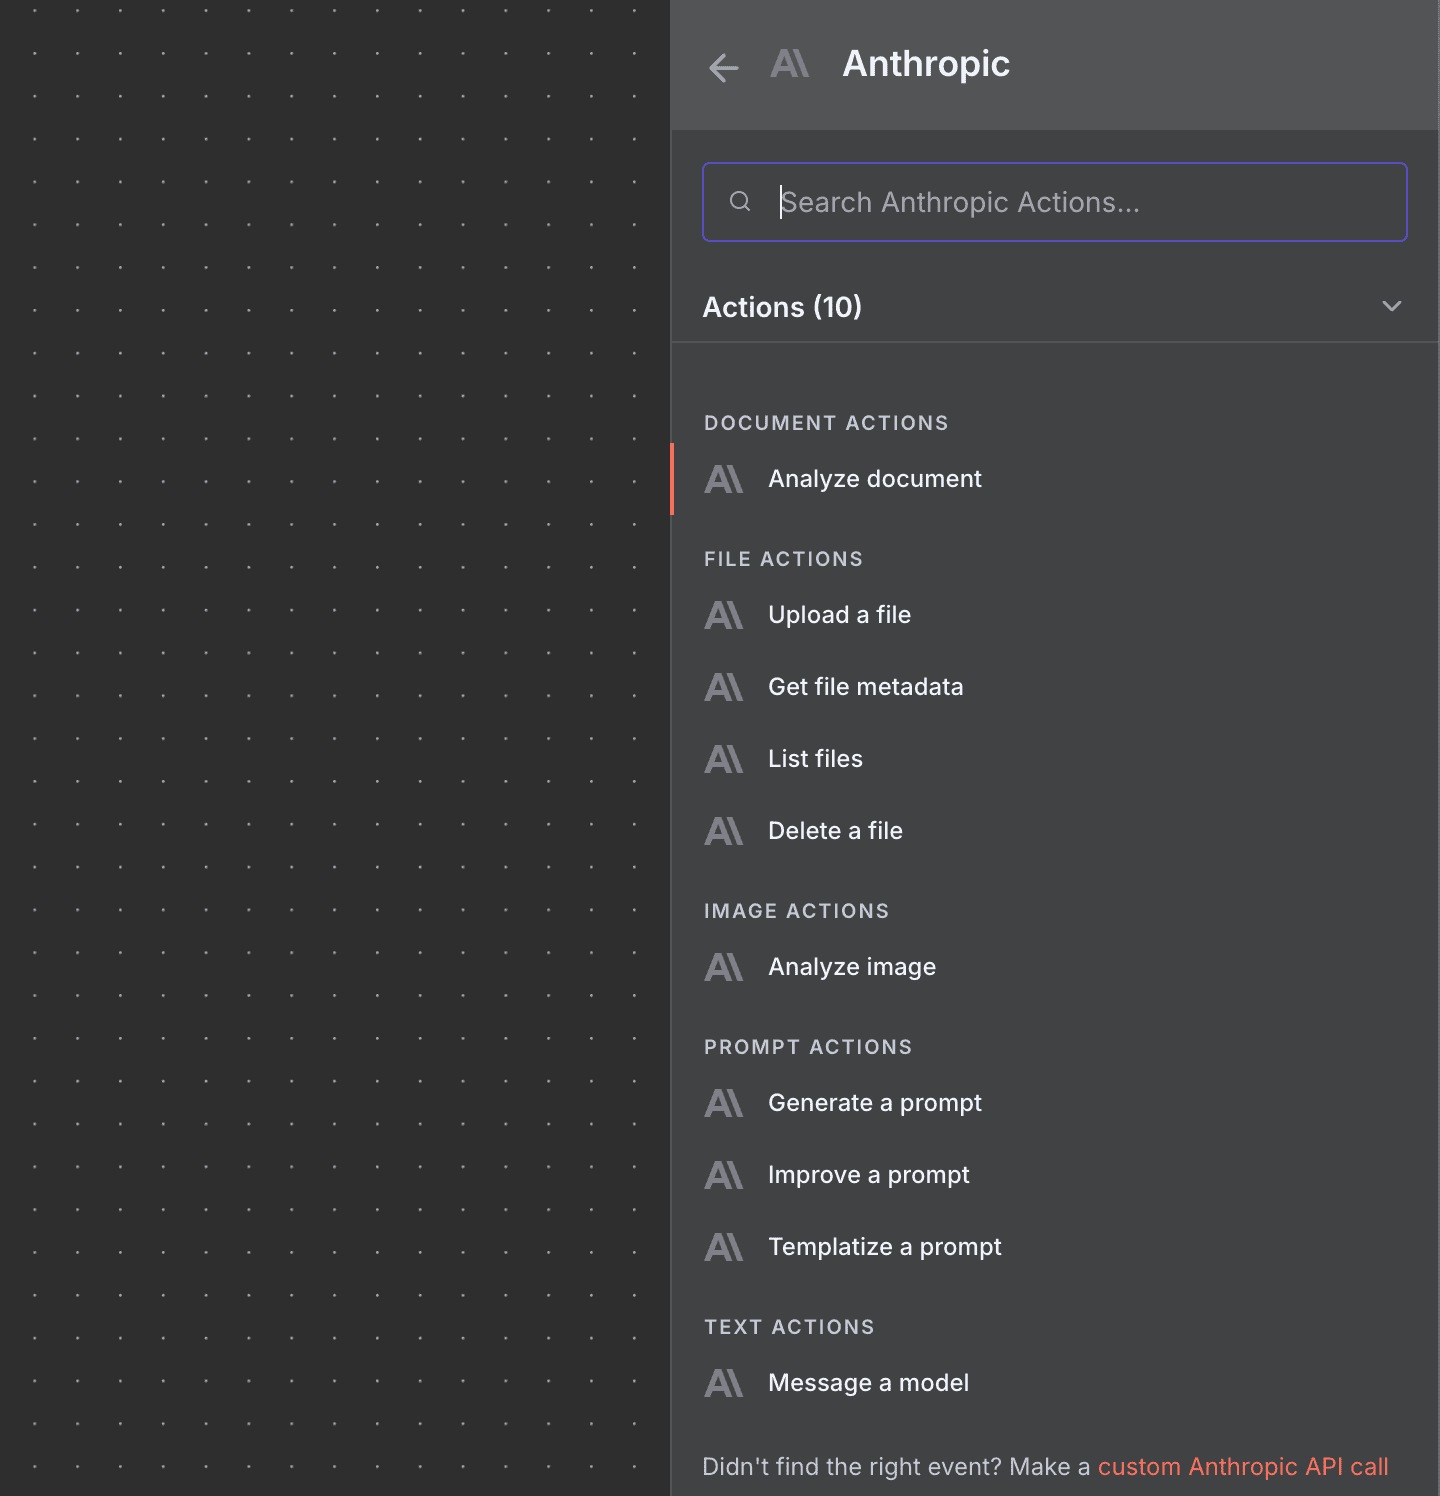 Anthropic
Search Anthropic Actions...
Actions (10)
DOCUMENT ACTIONS
Analyze document
FILE ACTIONS
Upload a file
Get file metadata
List files
Delete a file
IMAGE ACTIONS
Analyze image
PROMPT ACTIONS
Generate a prompt
Improve a prompt
Templatize a prompt
TEXT ACTIONS
Message a model
Didn't find the right event? Make a custom Anthropic API call